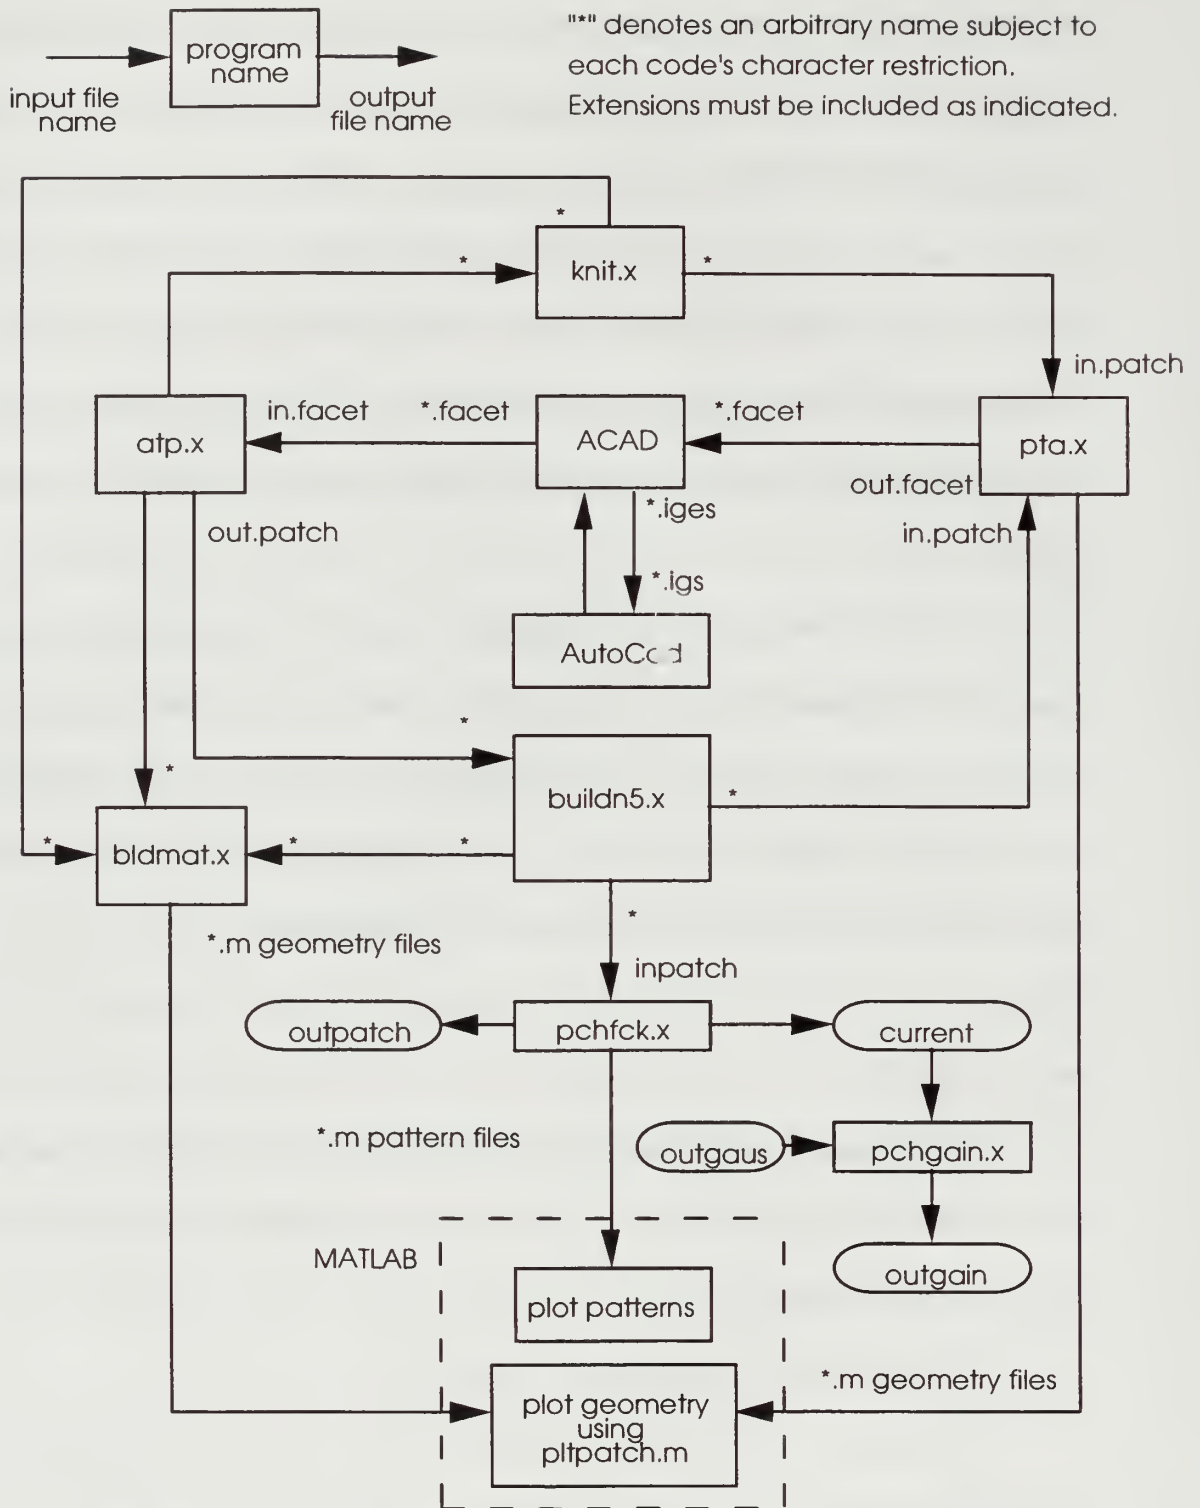 program
name
input file
name
output
file name
"*" denotes an arbitrary name subject to
each code's character restriction.
Extensions must be included as indicated.
*
*
knit.x
*
in.patch
in.facet
*.facet
*.facet
atp.x
ACAD
pta.x
out.facet
out.patch
*.iges
in.patch
*.igs
*
buildn5.x
*
*
*
*
*
bldmat.x
*
*.m geometry files
inpatch
outpatch
pchfck.x
current
*.m pattern files
outgaus
pchgain.x
MATLAB
outgain
plot patterns
*.m geometry files
plot geometry
using
pltpatch.m